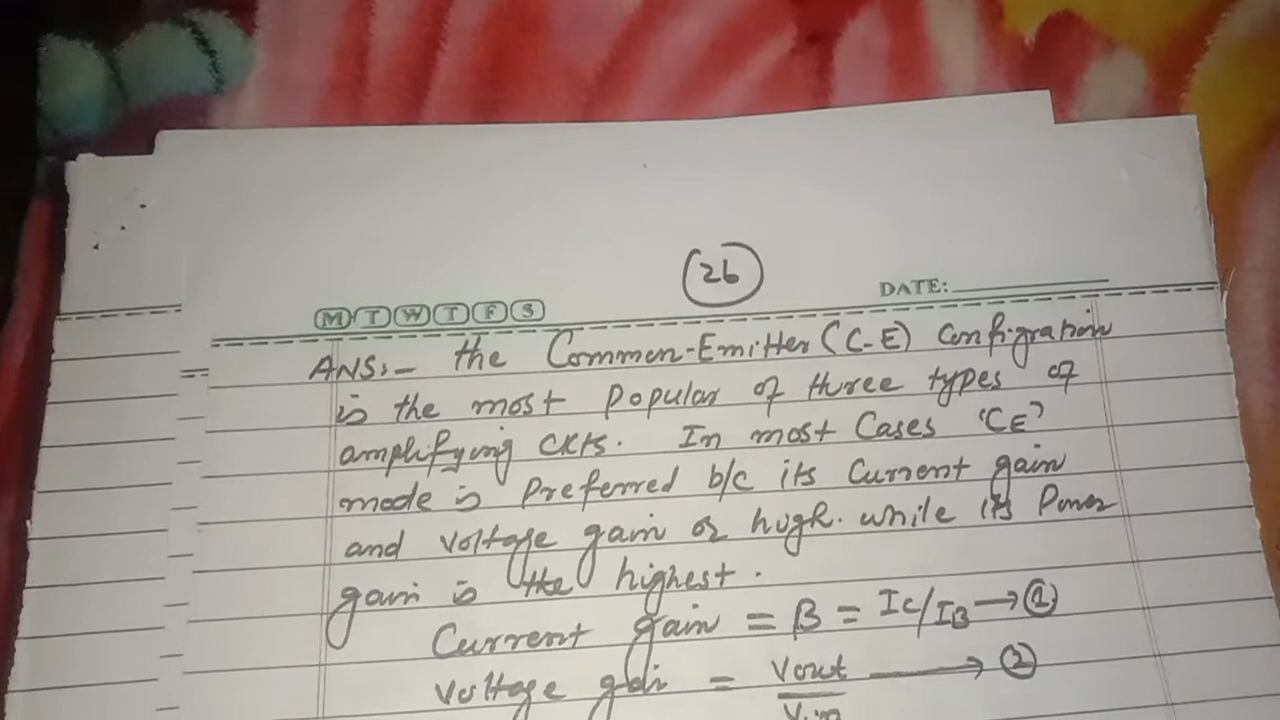 (26)
DATE:
M T W T F S
ANS:- the Common-Emitter (C-E) Configration
is the most Popular of three types of
amplifying CKTS. In most Cases 'CE'
mode is Preferred b/c its Current gain
and voltage gain is high. while its Power
gain is the highest.
Current gain = β = IC/IB → (1)
voltage gain = Vout → (2)
Vin